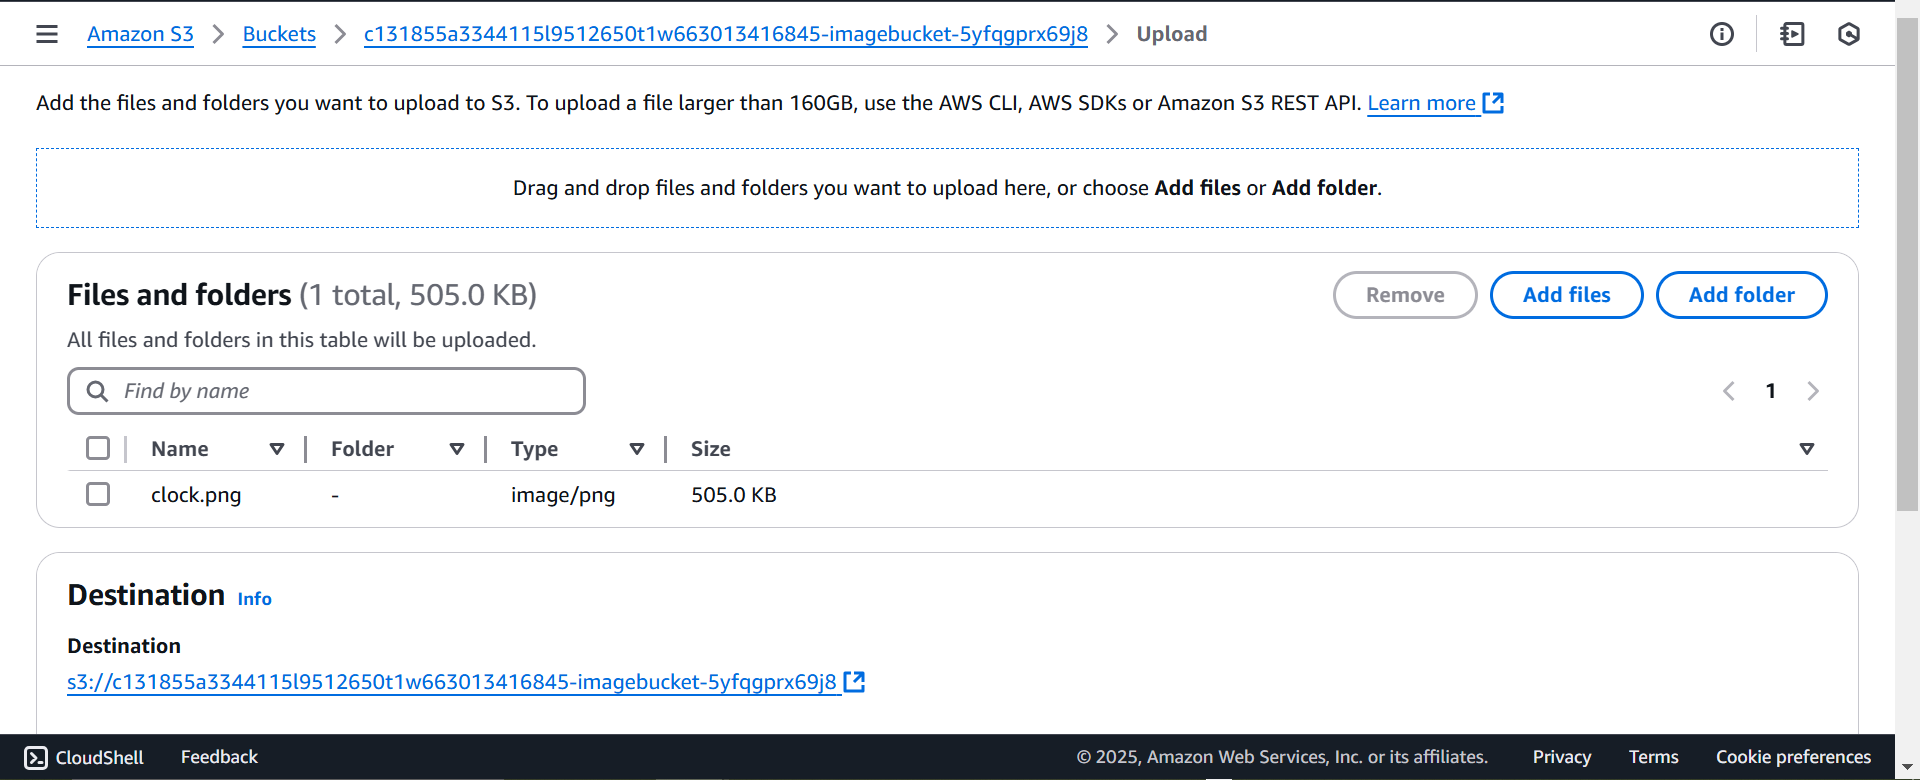 Amazon S3 > Buckets > c131855a3344115l9512650t1w663013416845-imagebucket-5yfqgprx69j8 > Upload
Add the files and folders you want to upload to S3. To upload a file larger than 160GB, use the AWS CLI, AWS SDKs or Amazon S3 REST API. Learn more
Drag and drop files and folders you want to upload here, or choose Add files or Add folder.
Files and folders (1 total, 505.0 KB)
Remove Add files Add folder
All files and folders in this table will be uploaded.
Find by name
1
Name Folder Type Size
clock.png - image/png 505.0 KB
Destination Info
Destination
s3://c131855a3344115l9512650t1w663013416845-imagebucket-5yfqgprx69j8
CloudShell Feedback © 2025, Amazon Web Services, Inc. or its affiliates. Privacy Terms Cookie preferences